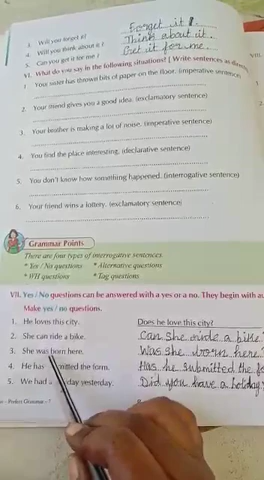 3. Will you forget it? Forget it!.
4. Will you think about it? Think about it.
5. Can you get it for me? Get it for me.
VI. What do you say in the following situations? [ Write sentences as
1. Your sister has thrown bits of paper on the floor. (imperative sentence)
2. Your friend gives you a good idea. (exclamatory sentence)
3. Your brother is making a lot of noise. (imperative sentence)
4. You find the place interesting. (declarative sentence)
5. You don't know how something happened. (interrogative sentence)
6. Your friend wins a lottery. (exclamatory sentence)
Grammar Points
There are four types of interrogative sentences.
* Yes / No questions * Alternative questions
* WH questions * Tag questions
VII. Yes / No questions can be answered with a yes or a no. They begin with
Make yes / no questions.
1. He loves this city. Does he love this city?
2. She can ride a bike. Can she ride a bike?
3. She was born here. Was she born here.
4. He has the form. Has he submitted the
5. We had a yesterday. Did you have a holiday
Perfect Grammar - 7
VIII.
1.
2.